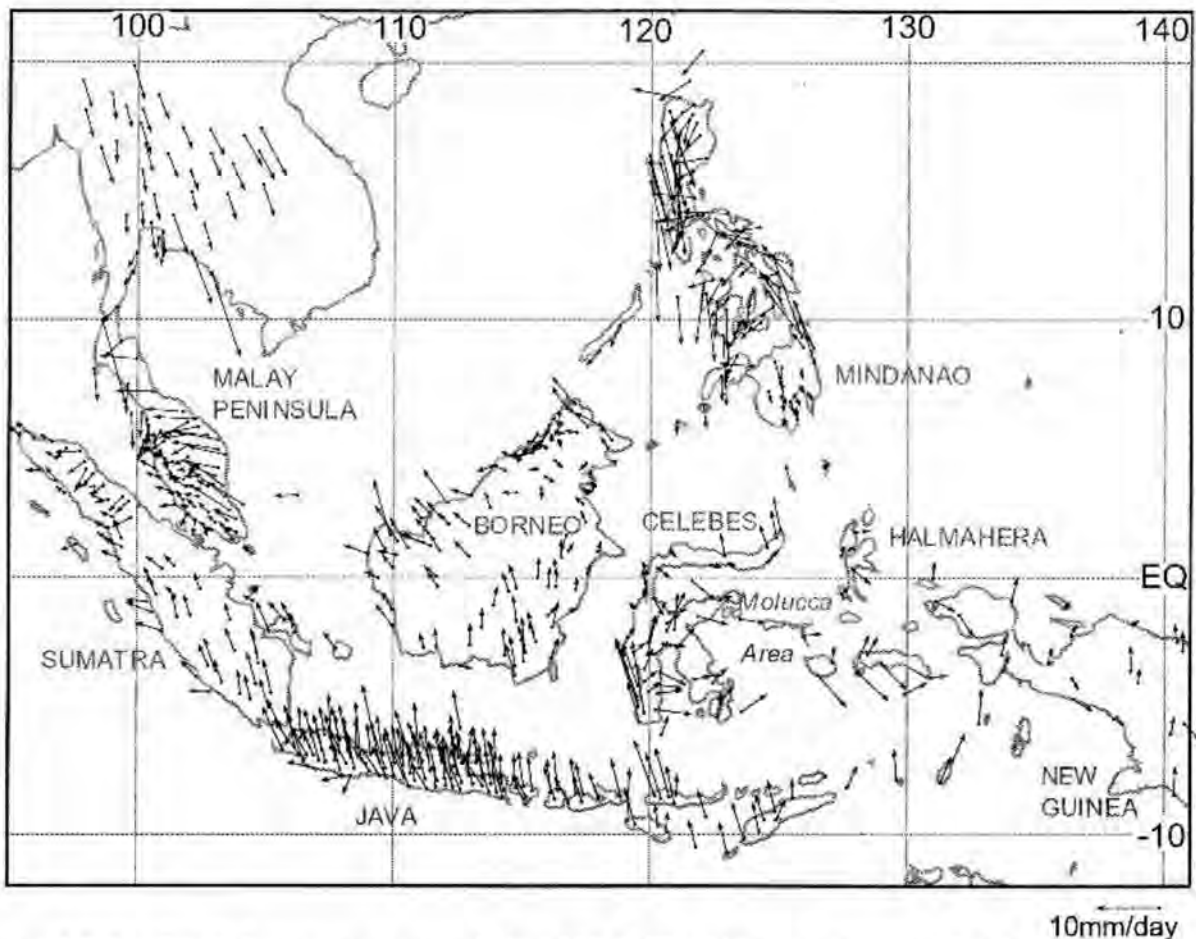 100 110 120 130 140
10
MALAY
PENINSULA
MINDANAO
BORNEO
CELEBES
HALMAHERA
EQ
Molucca
Area
SUMATRA
NEW
GUINEA
JAVA
-10
10mm/day